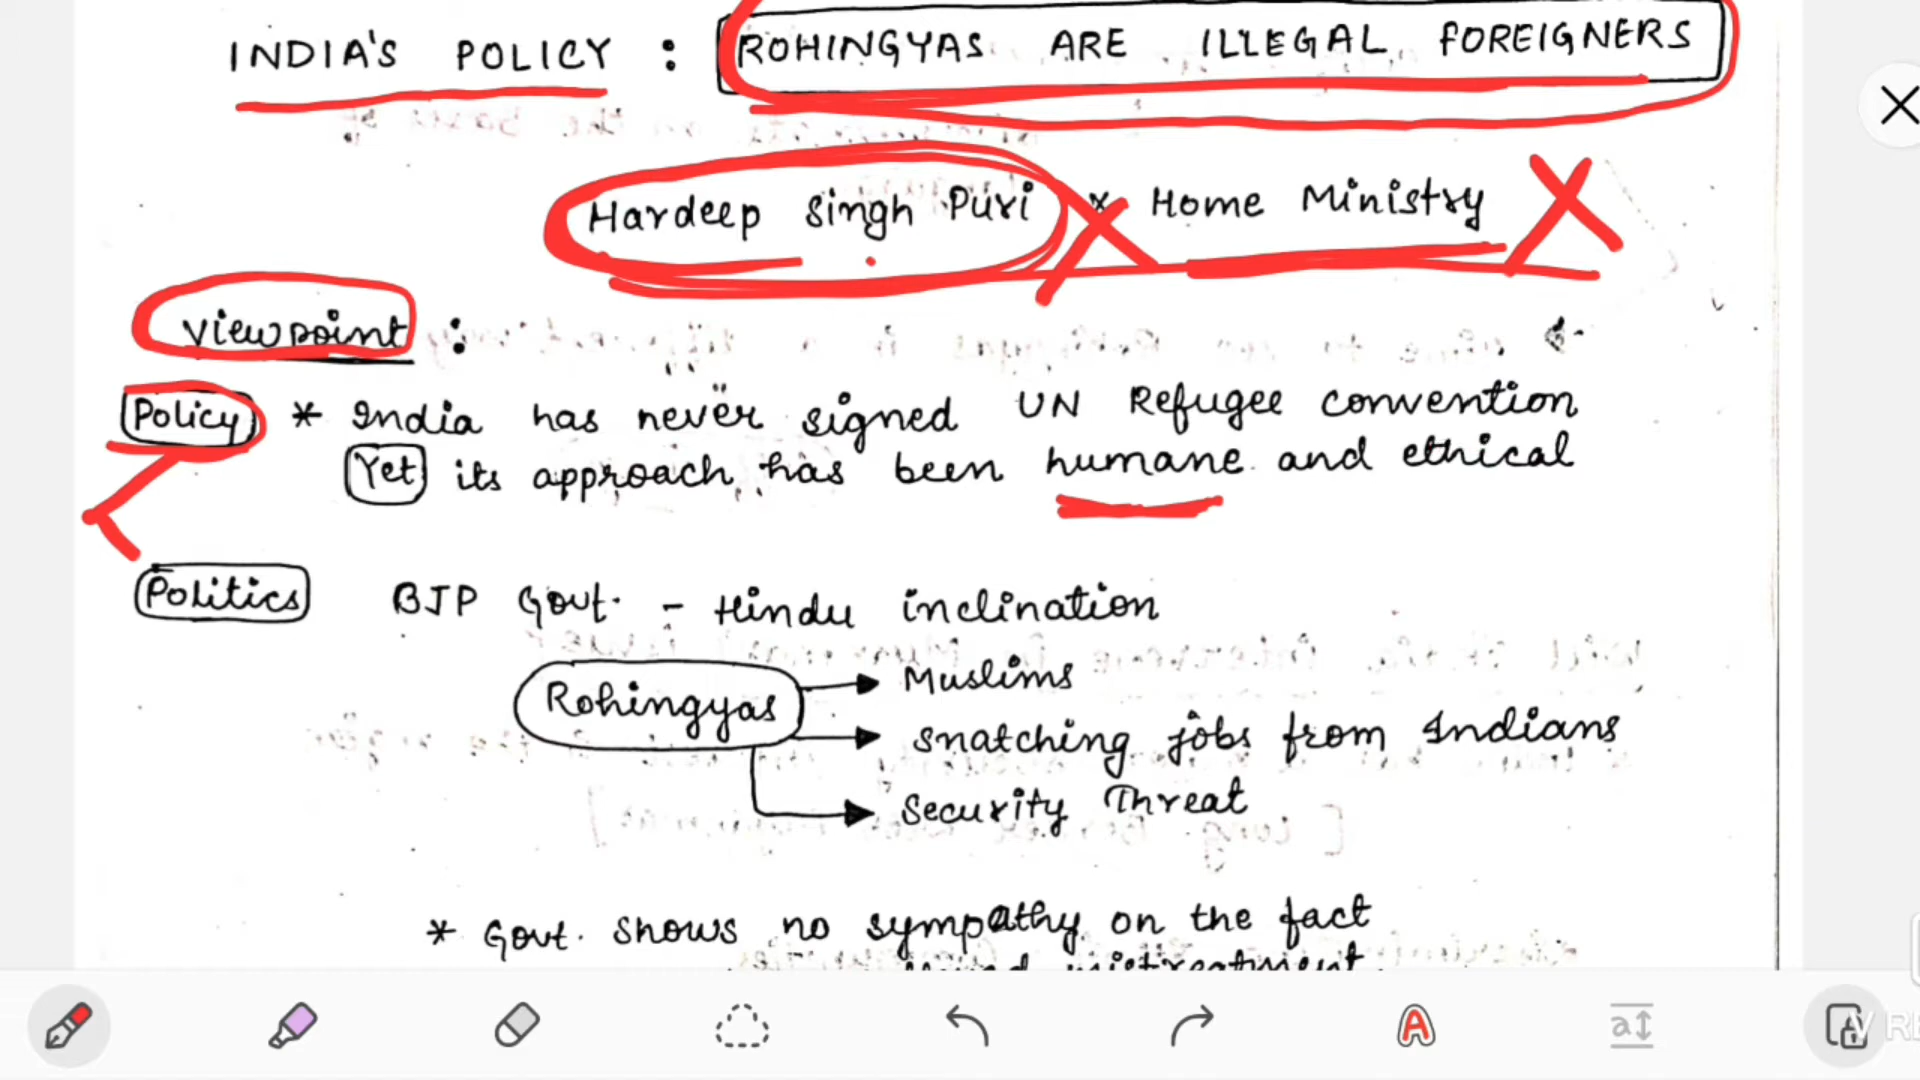 INDIA'S POLICY : ROHINGYAS ARE ILLEGAL FOREIGNERS
Hardeep Singh Puri x Home Ministry
Viewpoint :
Policy * India has never signed UN Refugee convention
Yet its approach has been humane and ethical
Politics BJP Govt. - Hindu inclination
Rohingyas
Muslims
snatching jobs from Indians
Security Threat
* Govt. shows no sympathy on the fact
mistreatment
A
a
V RE